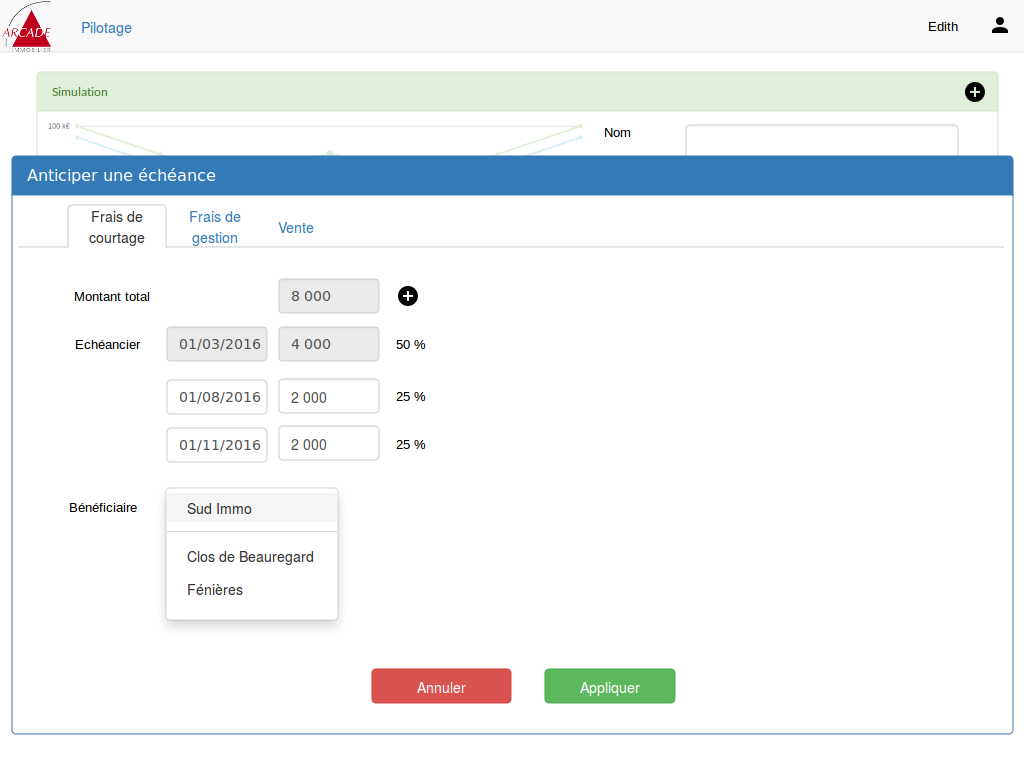 ARCADE
IMMOBILIER
Pilotage
Edith
Simulation
100 k€
Nom
Anticiper une échéance
Frais de
courtage
Frais de
gestion
Vente
Montant total
8 000
Echéancier
01/03/2016
4 000
50 %
01/08/2016
2 000
25 %
01/11/2016
2 000
25 %
Bénéficiaire
Sud Immo
Clos de Beauregard
Fénières
Annuler
Appliquer